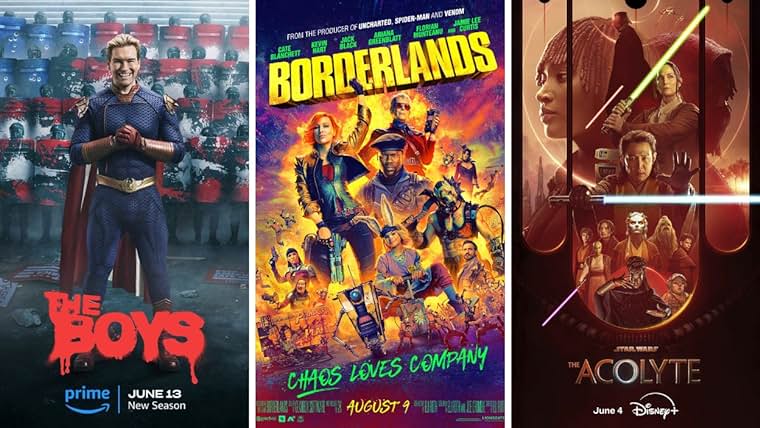 THE
BOYS
prime
JUNE 13
New Season
FROM THE PRODUCER OF UNCHARTED, SPIDER-MAN AND VENOM
CATE BLANCHETT
KEVIN HART
JACK BLACK
ARIANA GREENBLATT
FLORIAN MUNTEANU
AND
JAMIE LEE CURTIS
BORDERLANDS
CHAOS LOVES COMPANY
AUGUST 9
LIONSGATE
STAR WARS
THE ACOLYTE
June 4
Disney+